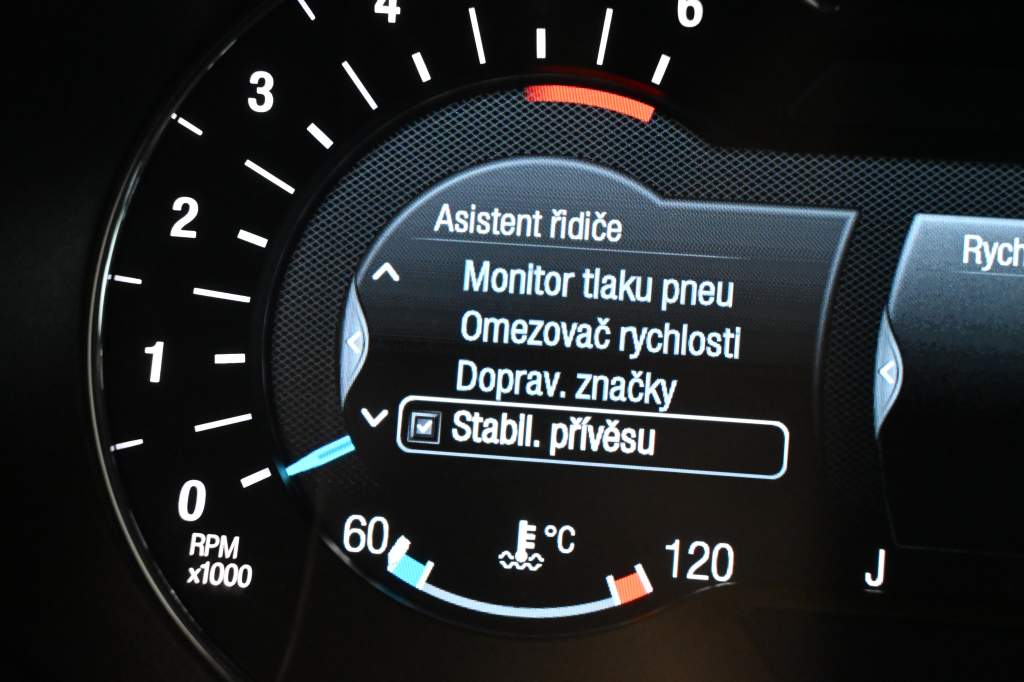 4
6
3
2
1
0
RPM
x1000
Asistent řidiče
Monitor tlaku pneu
Omezovač rychlosti
Doprav. značky
Stabil. přívěsu
60
°C
120
Rych
J